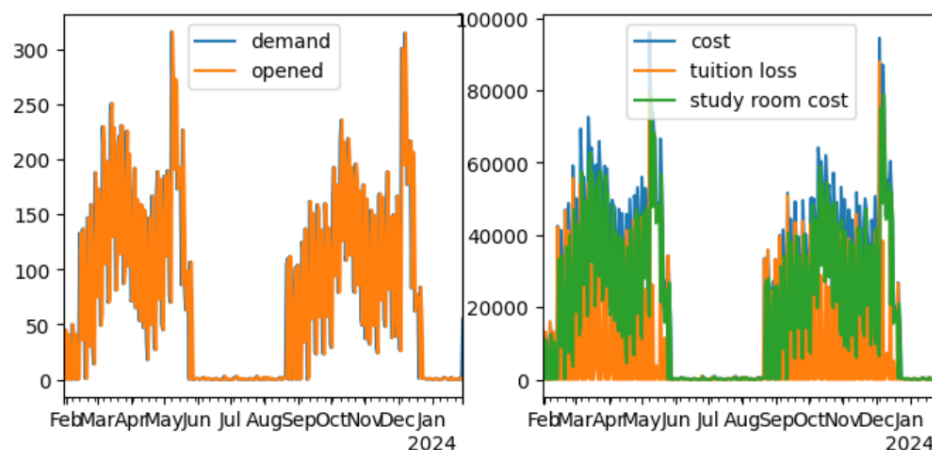 demand
opened
300
250
200
150
100
50
0
Feb Mar Apr May Jun Jul Aug Sep Oct Nov Dec Jan
2024
cost
tuition loss
study room cost
100000
80000
60000
40000
20000
0
Feb Mar Apr May Jun Jul Aug Sep Oct Nov Dec Jan
2024